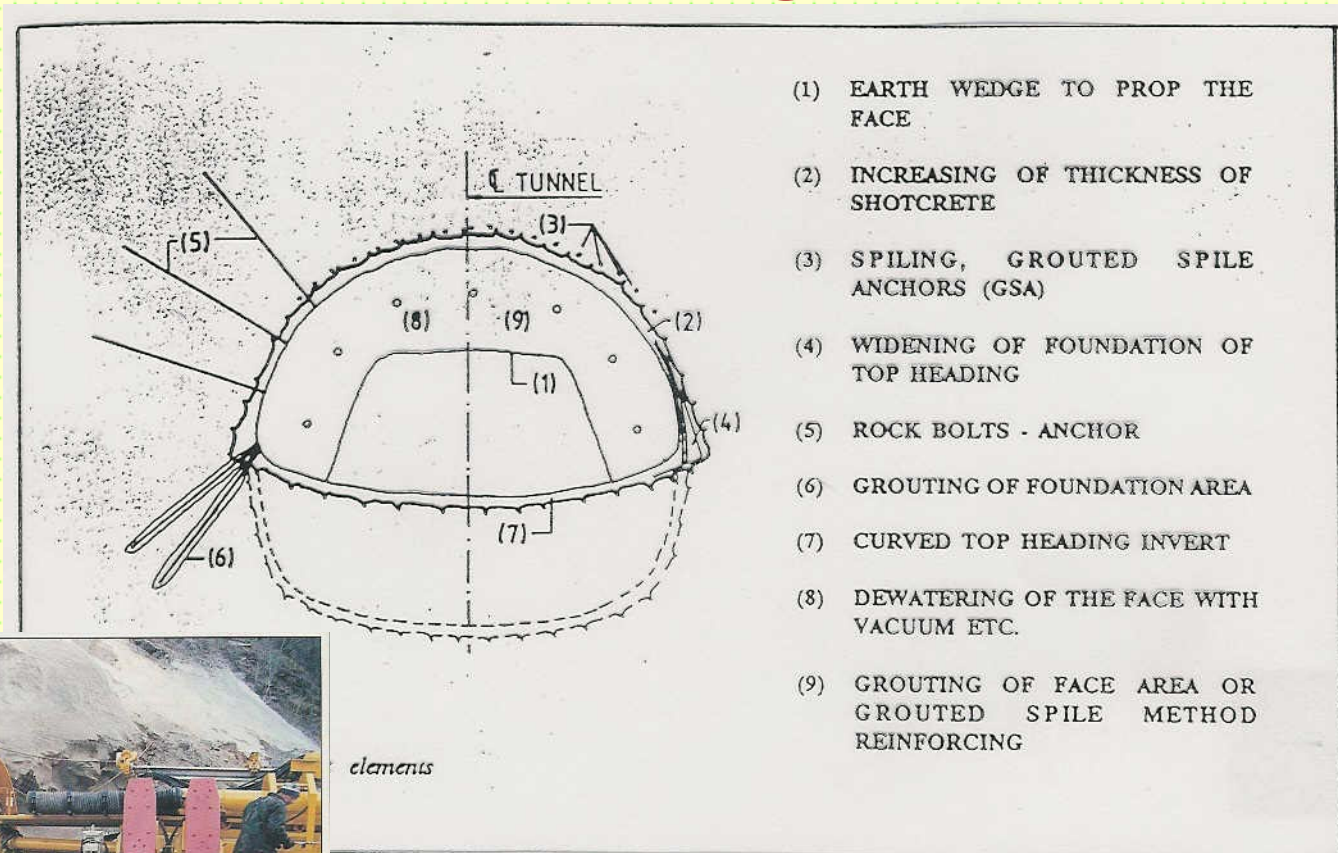 ℄ TUNNEL
(3)
(5)
(8) (9)
(2)
(1)
(4)
(7)
(6)
(1) EARTH WEDGE TO PROP THE
FACE
(2) INCREASING OF THICKNESS OF
SHOTCRETE
(3) SPILING, GROUTED SPILE
ANCHORS (GSA)
(4) WIDENING OF FOUNDATION OF
TOP HEADING
(5) ROCK BOLTS - ANCHOR
(6) GROUTING OF FOUNDATION AREA
(7) CURVED TOP HEADING INVERT
(8) DEWATERING OF THE FACE WITH
VACUUM ETC.
(9) GROUTING OF FACE AREA OR
GROUTED SPILE METHOD
REINFORCING
elements